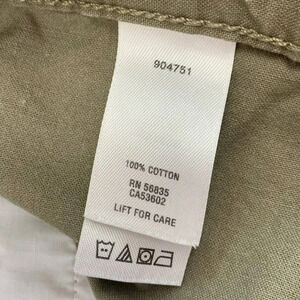 904751
100% COTTON
RN 56835
CA53602
LIFT FOR CARE